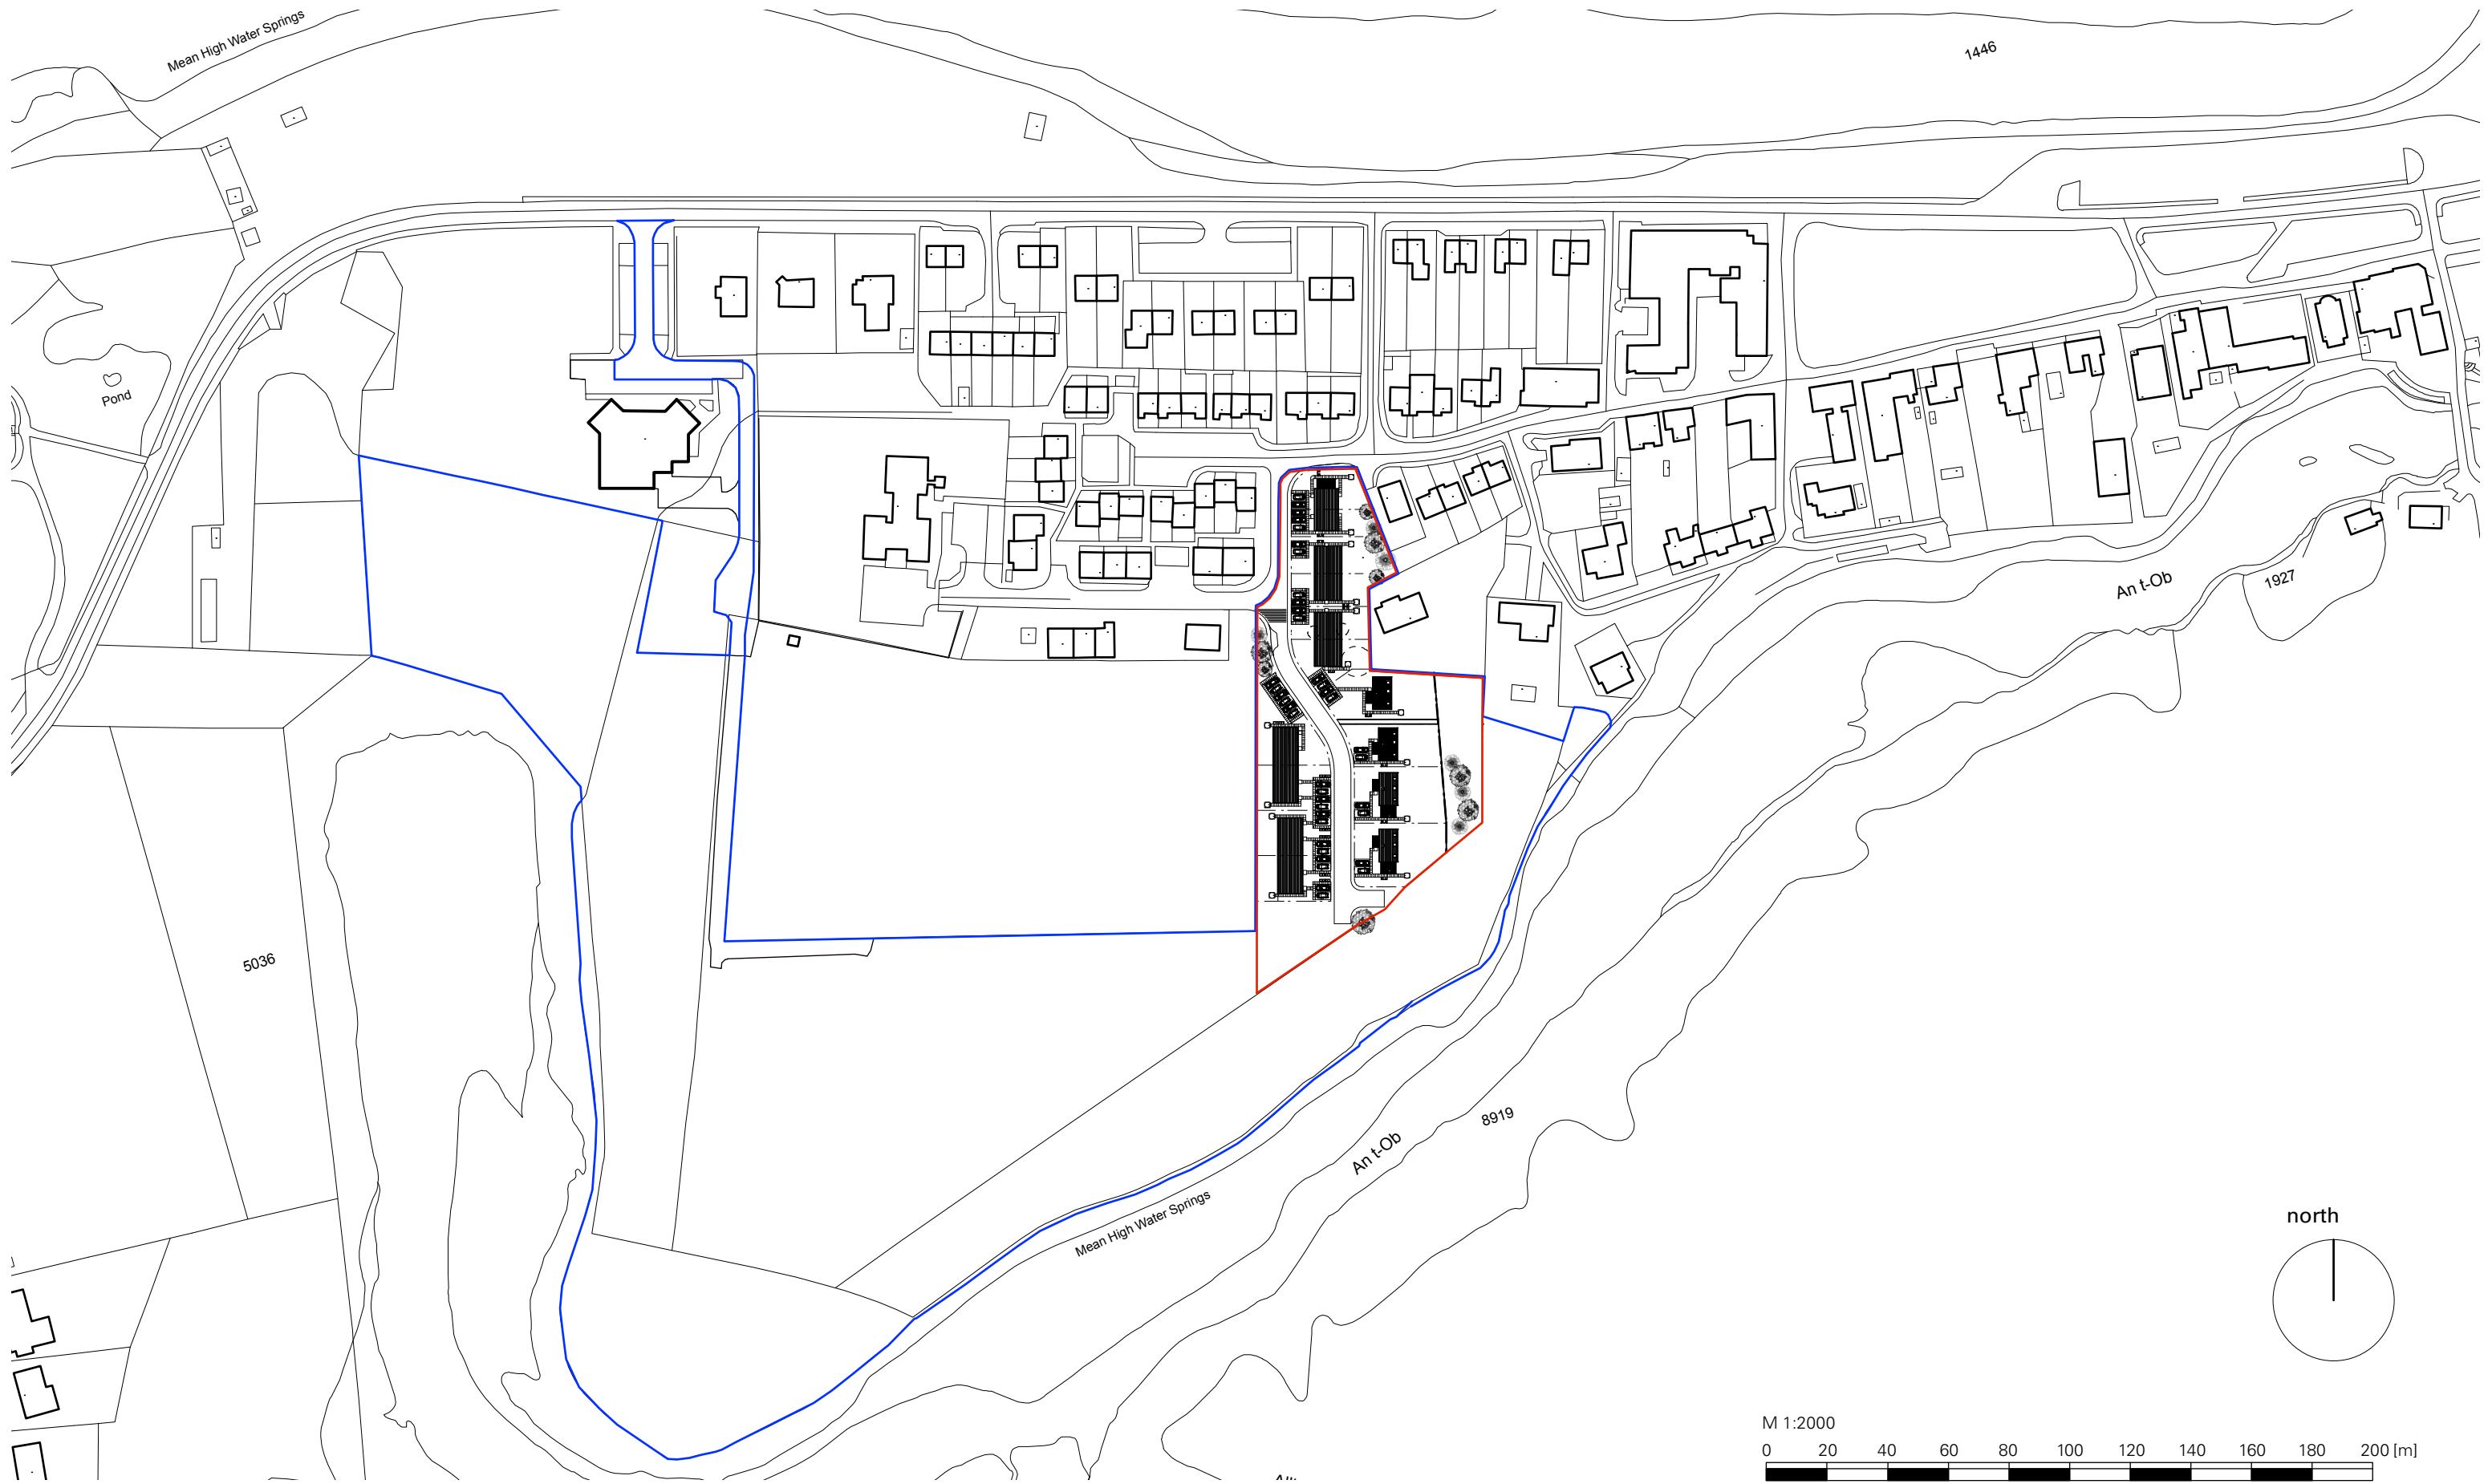 Mean High Water Springs
1446
Pond
An t-Ob
1927
5036
8919
An t-Ob
Mean High Water Springs
north
M 1:2000
0 20 40 60 80 100 120 140 160 180 200 [m]